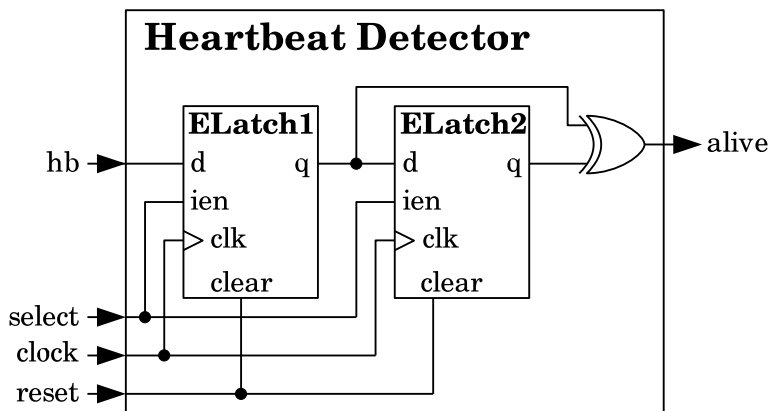 Heartbeat Detector
ELatch1 ELatch2
hb d q d q alive
ien ien
clk clk
clear clear
select
clock
reset